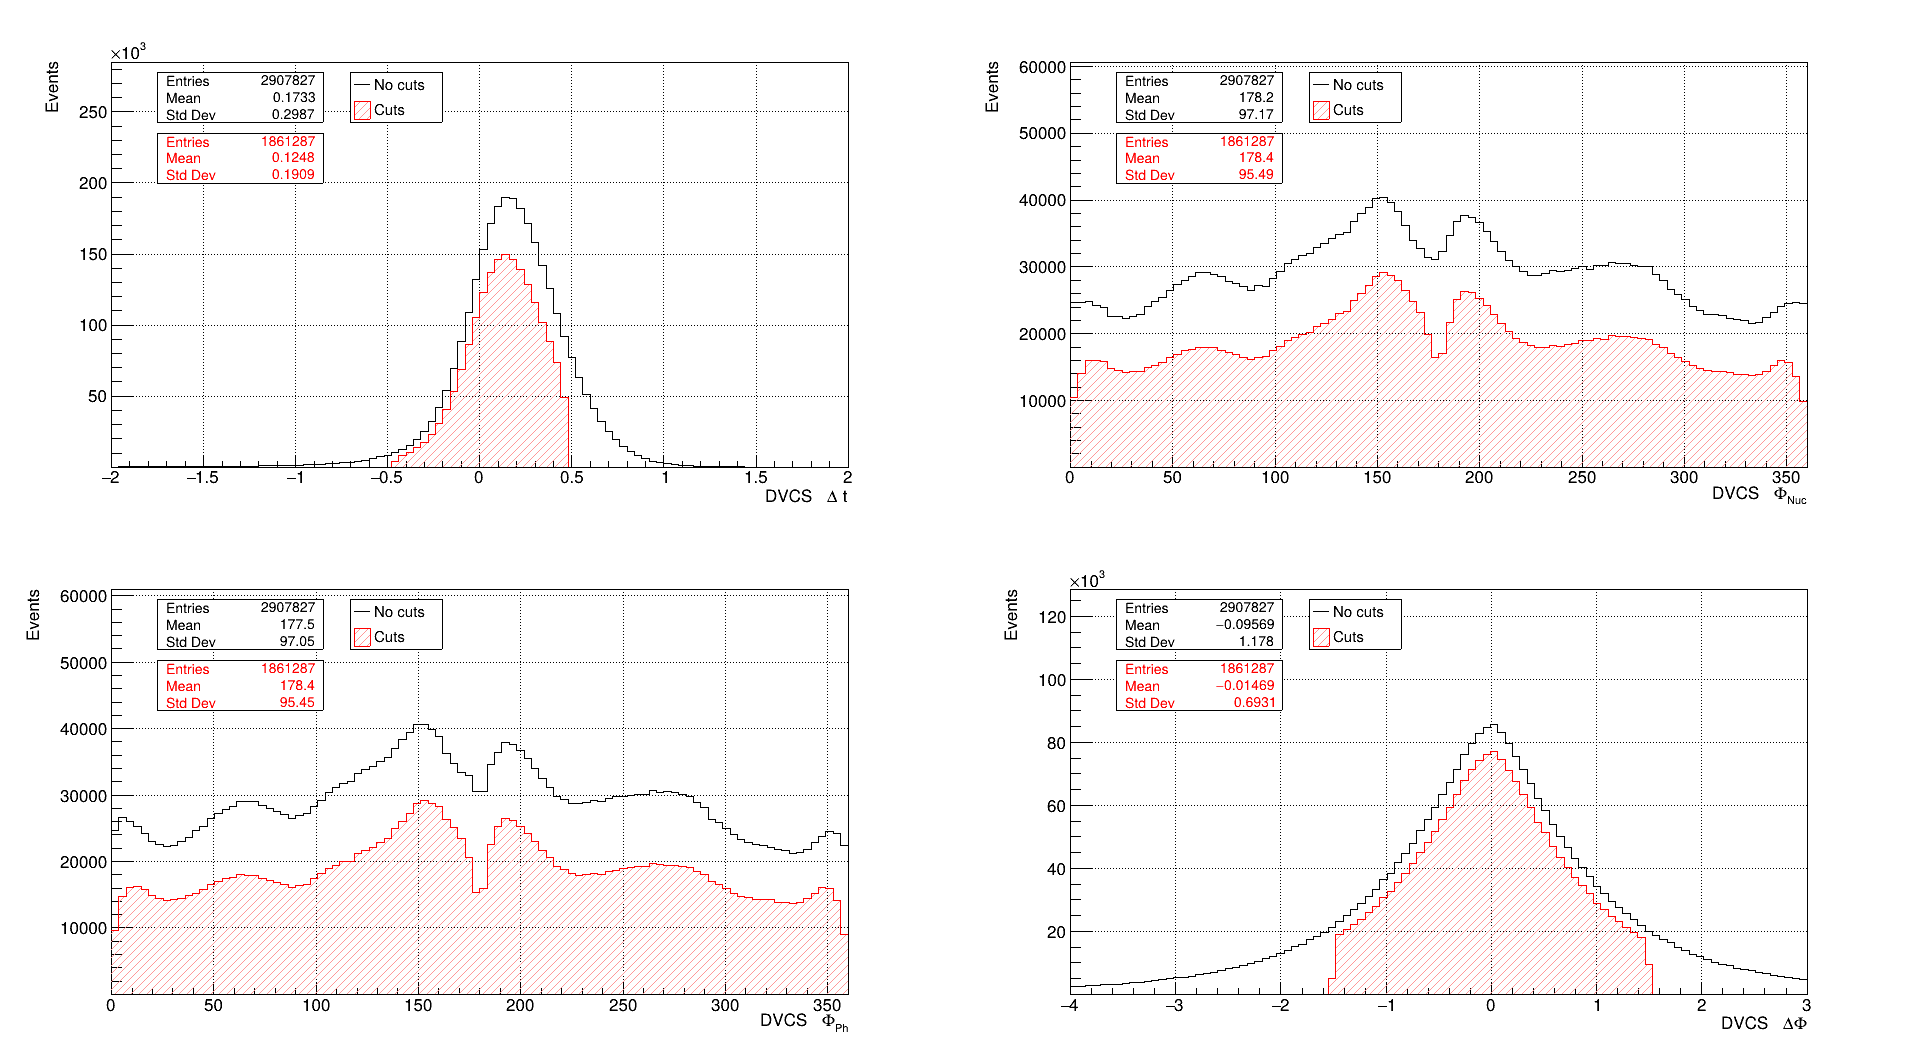 ×10³
Events
Entries 2907827
Mean 0.1733
Std Dev 0.2987
Entries 1861287
Mean 0.1248
Std Dev 0.1909
No cuts
Cuts
250
200
150
100
50
−2 −1.5 −1 −0.5 0 0.5 1 1.5 2
DVCS Δ t
Events
60000
50000
40000
30000
20000
10000
Entries 2907827
Mean 178.2
Std Dev 97.17
Entries 1861287
Mean 178.4
Std Dev 95.49
No cuts
Cuts
0 50 100 150 200 250 300 350
DVCS Φ_Nuc
Events
60000
50000
40000
30000
20000
10000
Entries 2907827
Mean 177.5
Std Dev 97.05
Entries 1861287
Mean 178.4
Std Dev 95.45
No cuts
Cuts
0 50 100 150 200 250 300 350
DVCS Φ_Ph
×10³
Events
120
100
80
60
40
20
Entries 2907827
Mean −0.09569
Std Dev 1.178
Entries 1861287
Mean −0.01469
Std Dev 0.6931
No cuts
Cuts
−4 −3 −2 −1 0 1 2 3
DVCS ΔΦ